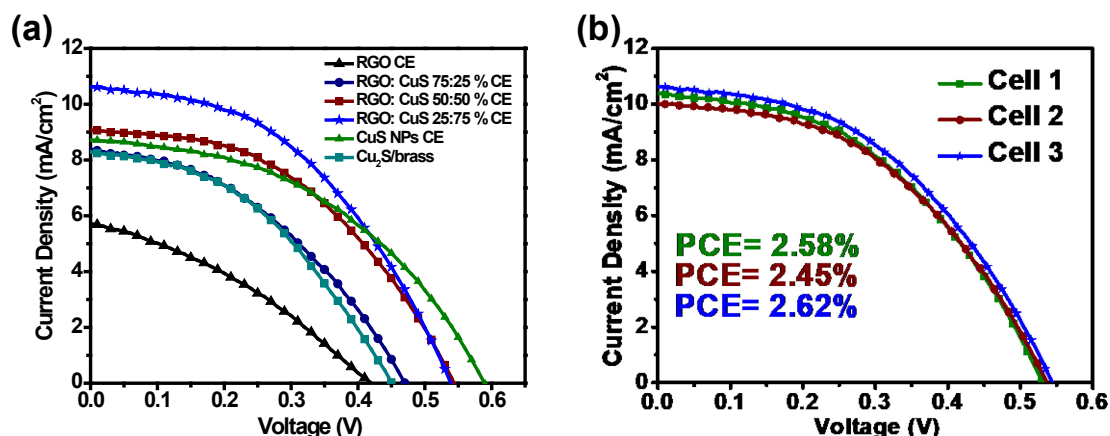 (a)
12
10
8
6
4
2
0
Current Density (mA/cm²)
0.0 0.1 0.2 0.3 0.4 0.5 0.6
Voltage (V)
RGO CE
RGO: CuS 75:25 % CE
RGO: CuS 50:50 % CE
RGO: CuS 25:75 % CE
CuS NPs CE
Cu₂S/brass
(b)
12
10
8
6
4
2
0
Current Density (mA/cm²)
0.0 0.1 0.2 0.3 0.4 0.5 0.6
Voltage (V)
Cell 1
Cell 2
Cell 3
PCE= 2.58%
PCE= 2.45%
PCE= 2.62%